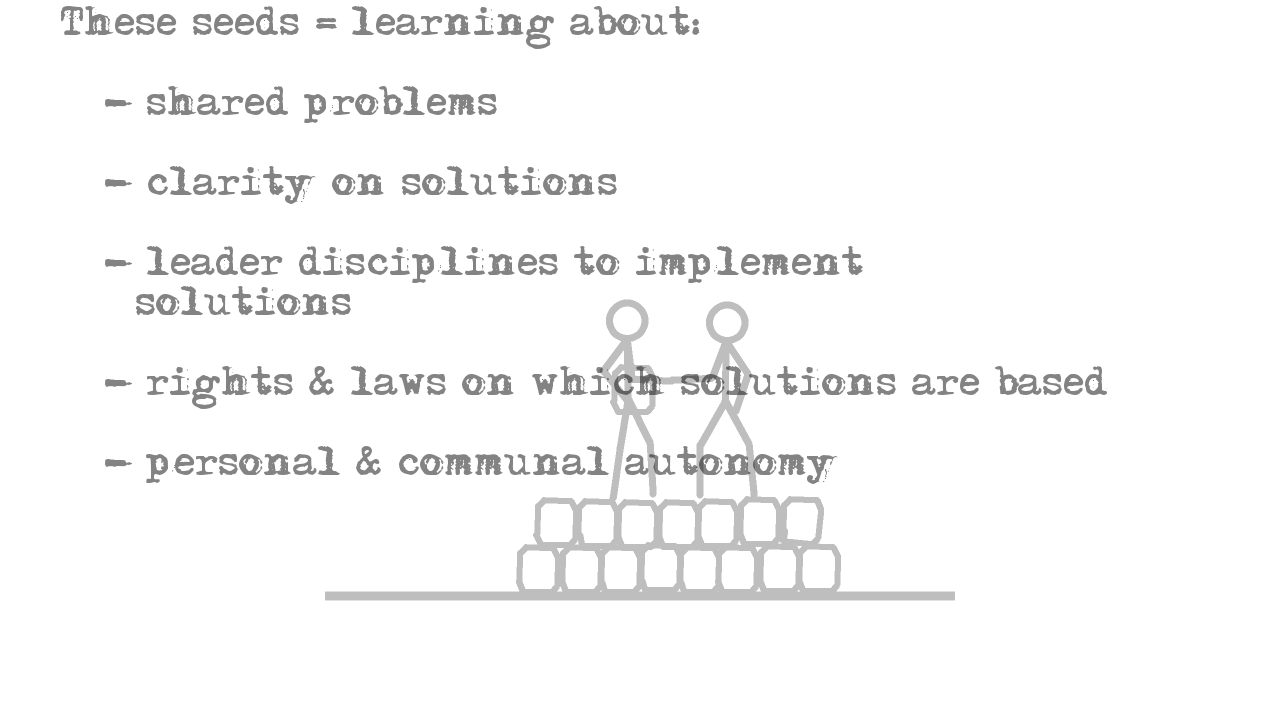 These seeds = learning about:
- shared problems
- clarity on solutions
- leader disciplines to implement
solutions
- rights & laws on which solutions are based
- personal & communal autonomy